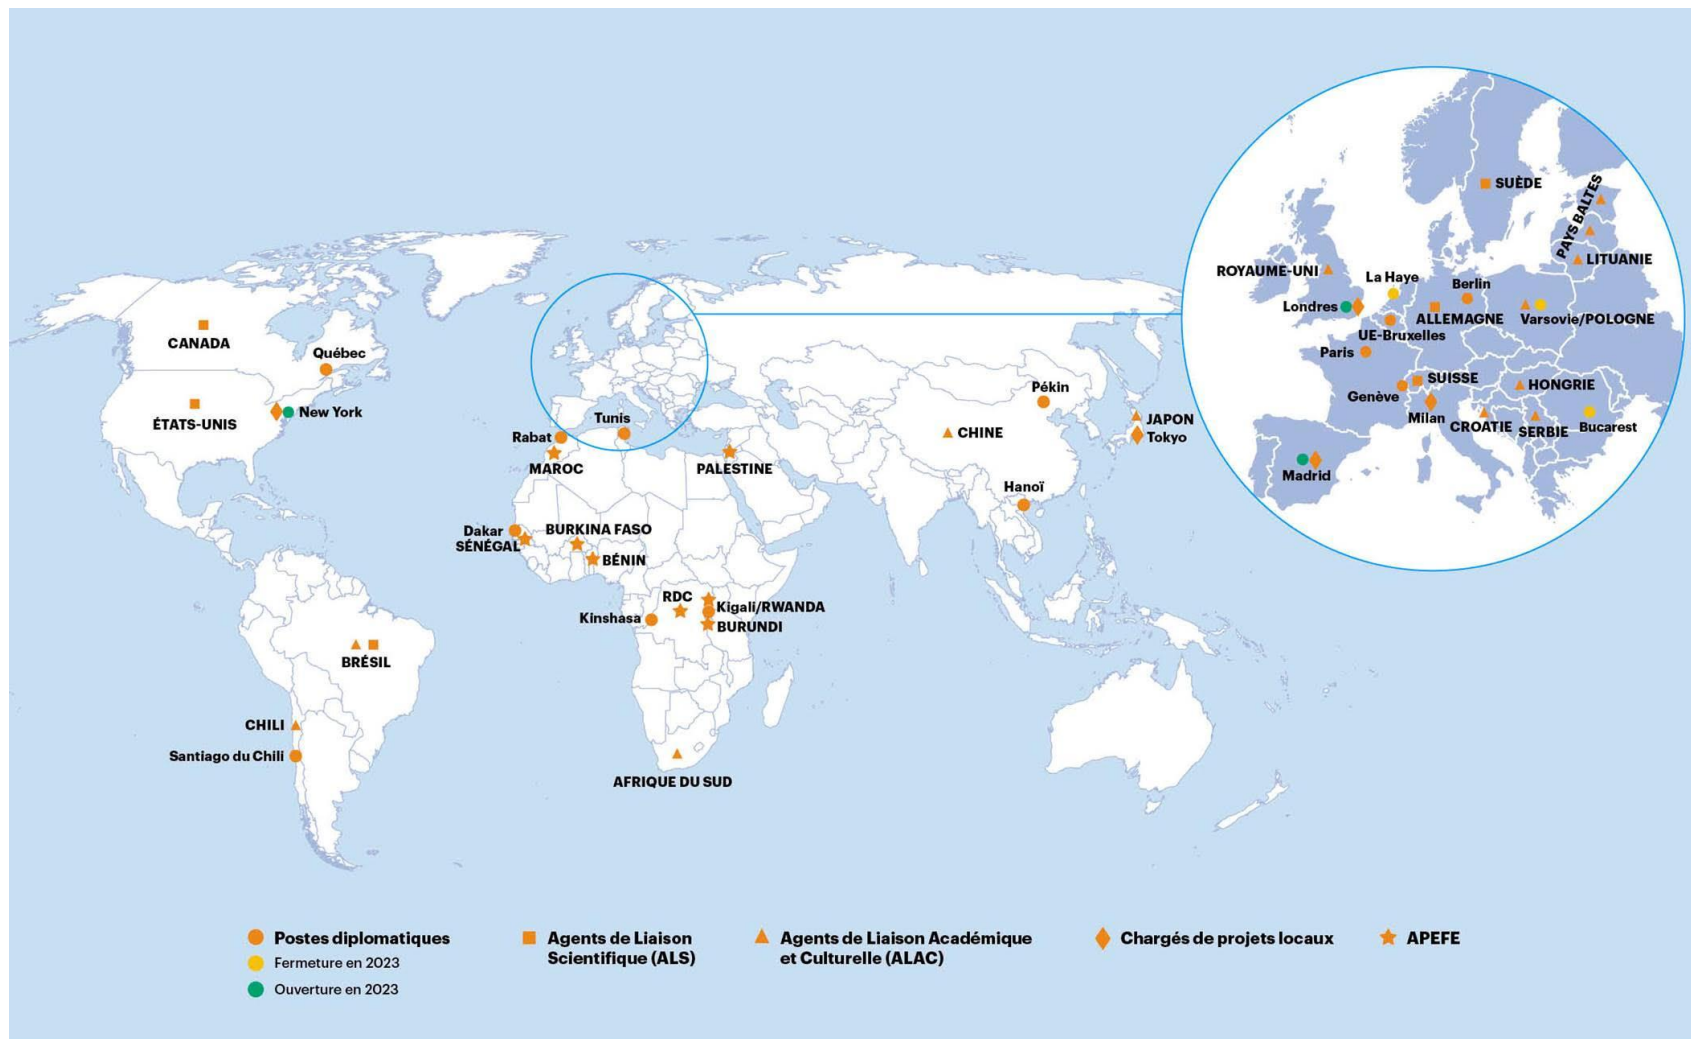 CANADA
Québec
ÉTATS-UNIS
New York
BRÉSIL
CHILI
Santiago du Chili
Tunis
Rabat
MAROC
PALESTINE
Dakar
SÉNÉGAL
BURKINA FASO
BÉNIN
RDC
Kinshasa
Kigali/RWANDA
BURUNDI
AFRIQUE DU SUD
Pékin
CHINE
JAPON
Tokyo
Hanoï
SUÈDE
PAYS BALTES
LITUANIE
ROYAUME-UNI
La Haye
Berlin
Londres
ALLEMAGNE
Varsovie/POLOGNE
UE-Bruxelles
Paris
SUISSE
HONGRIE
Genève
Milan
CROATIE
SERBIE
Bucarest
Madrid
Postes diplomatiques
Fermeture en 2023
Ouverture en 2023
Agents de Liaison
Scientifique (ALS)
Agents de Liaison Académique
et Culturelle (ALAC)
Chargés de projets locaux
APEFE